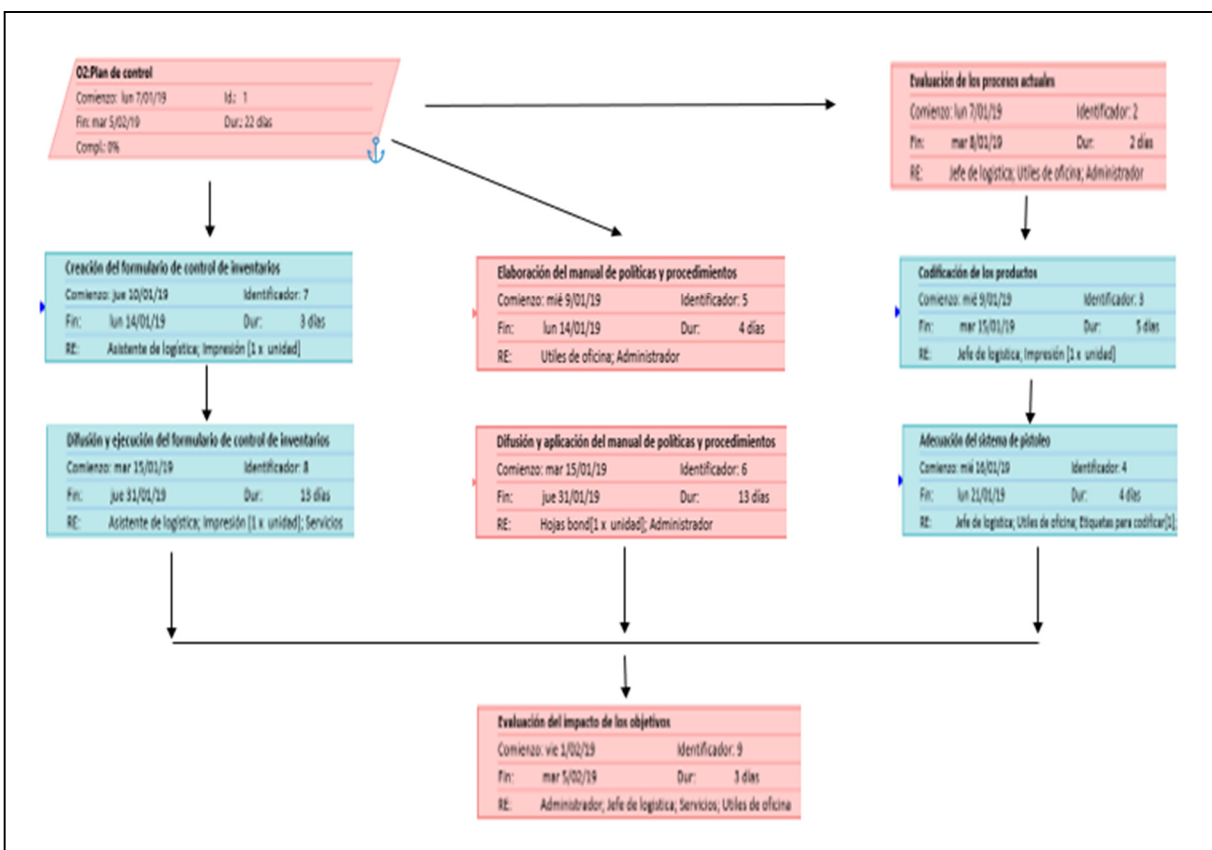 O2:Plan de control
Comienzo: lun 7/01/19 Id.: 1
Fin: mar 5/02/19 Dur.: 22 días
Compl.: 0%
Evaluación de los procesos actuales
Comienzo: lun 7/01/19 Identificador: 2
Fin: mar 8/01/19 Dur: 2 días
RE: Jefe de logística; Utiles de oficina; Administrador
Creación del formulario de control de inventarios
Comienzo: jue 10/01/19 Identificador: 7
Fin: lun 14/01/19 Dur: 3 días
RE: Asistente de logística; Impresión [1 x unidad]
Elaboración del manual de políticas y procedimientos
Comienzo: mié 9/01/19 Identificador: 5
Fin: lun 14/01/19 Dur: 4 días
RE: Utiles de oficina; Administrador
Codificación de los productos
Comienzo: mié 9/01/19 Identificador: 3
Fin: mar 15/01/19 Dur: 5 días
RE: Jefe de logística; Impresión [1 x unidad]
Difusión y ejecución del formulario de control de inventarios
Comienzo: mar 15/01/19 Identificador: 8
Fin: jue 31/01/19 Dur: 13 días
RE: Asistente de logística; Impresión [1 x unidad]; Servicios
Difusión y aplicación del manual de políticas y procedimientos
Comienzo: mar 15/01/19 Identificador: 6
Fin: jue 31/01/19 Dur: 13 días
RE: Hojas bond[1 x unidad]; Administrador
Adecuación del sistema de pistoleo
Comienzo: mié 16/01/19 Identificador: 4
Fin: lun 21/01/19 Dur: 4 días
RE: Jefe de logística; Utiles de oficina; Etiquetas para codificar[1];
Evaluación del impacto de los objetivos
Comienzo: vie 1/02/19 Identificador: 9
Fin: mar 5/02/19 Dur: 3 días
RE: Administrador; Jefe de logística; Servicios; Utiles de oficina